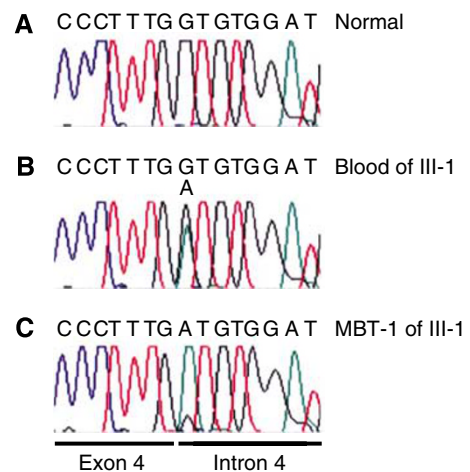 A CCCTTTGGTGTGGAT Normal
B CCCTTTGGTGTGGAT Blood of III-1
A
C CCCTTTGATGTGGAT MBT-1 of III-1
Exon 4 Intron 4